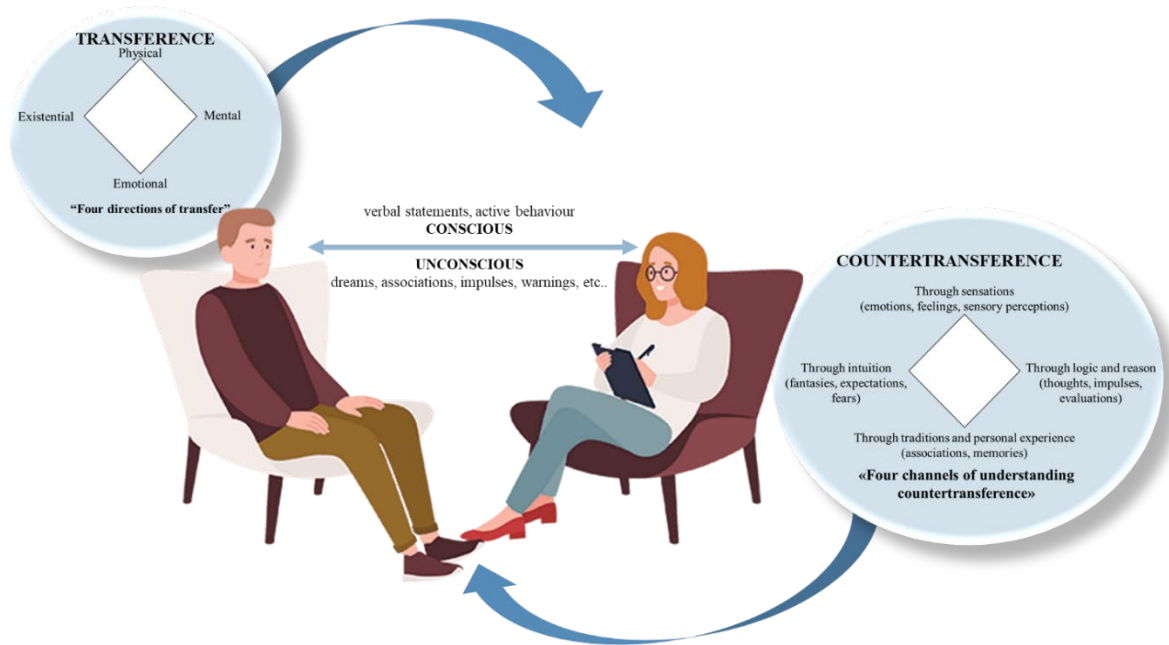 TRANSFERENCE
Physical
Existential
Mental
Emotional
“Four directions of transfer”
verbal statements, active behaviour
CONSCIOUS
UNCONSCIOUS
dreams, associations, impulses, warnings, etc..
COUNTERTRANSFERENCE
Through sensations
(emotions, feelings, sensory perceptions)
Through intuition
(fantasies, expectations,
fears)
Through logic and reason
(thoughts, impulses,
evaluations)
Through traditions and personal experience
(associations, memories)
«Four channels of understanding
countertransference»